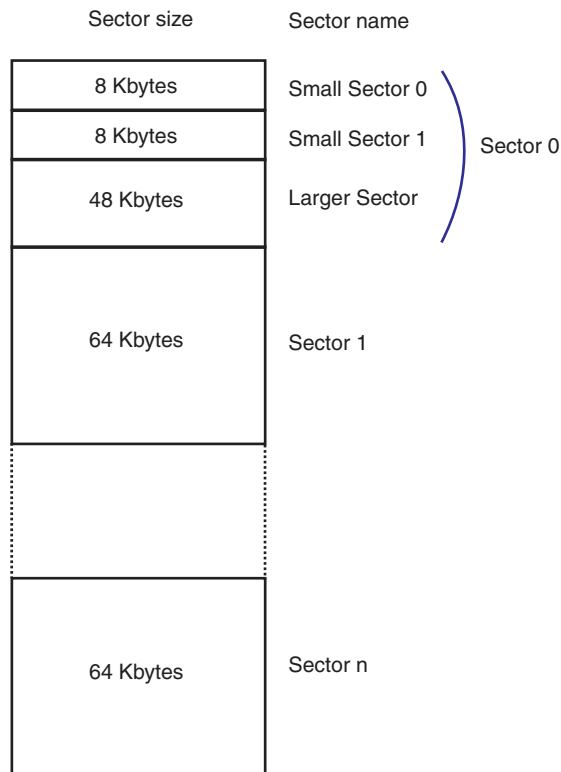 Sector size Sector name
8 Kbytes Small Sector 0
8 Kbytes Small Sector 1 Sector 0
48 Kbytes Larger Sector
64 Kbytes Sector 1
64 Kbytes Sector n